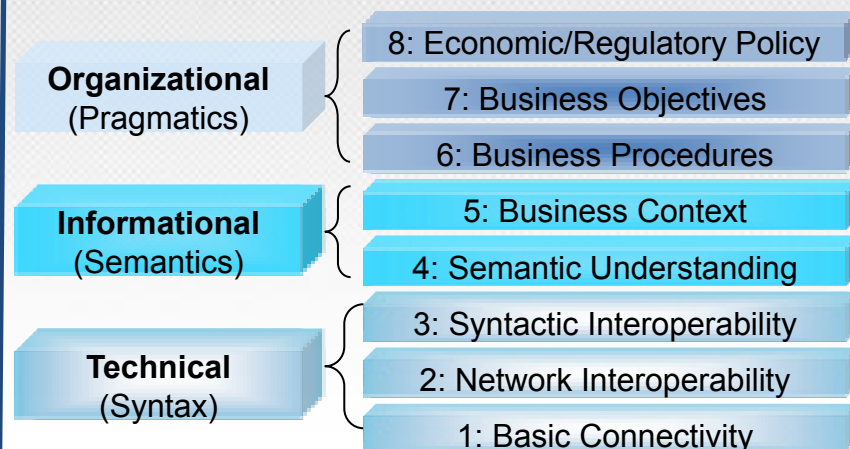 8: Economic/Regulatory Policy
Organizational
(Pragmatics)
7: Business Objectives
6: Business Procedures
5: Business Context
Informational
(Semantics)
4: Semantic Understanding
3: Syntactic Interoperability
Technical
(Syntax)
2: Network Interoperability
1: Basic Connectivity